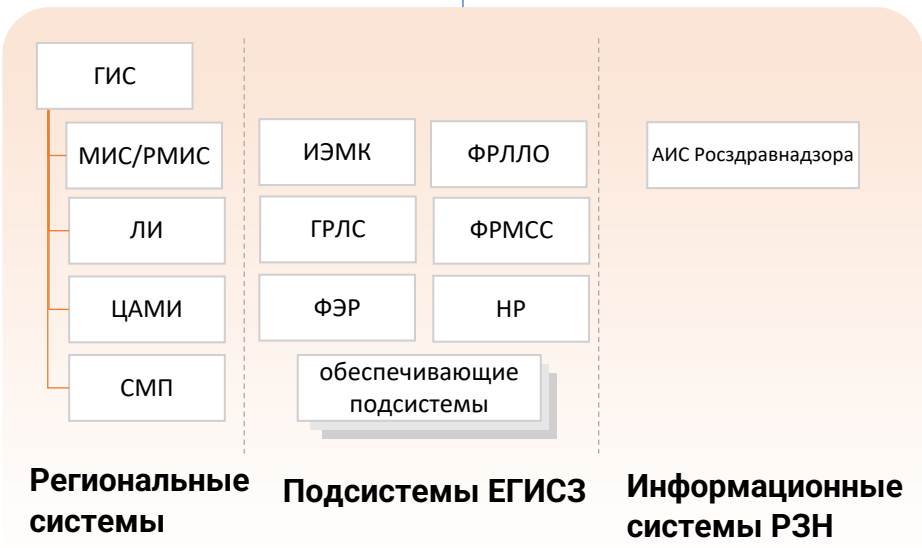 ГИС
МИС/РМИС
ЛИ
ЦАМИ
СМП
Региональные
системы
ИЭМК
ФРЛЛО
ГРЛС
ФРМСС
ФЭР
НР
обеспечивающие
подсистемы
Подсистемы ЕГИСЗ
АИС Росздравнадзора
Информационные
системы РЗН